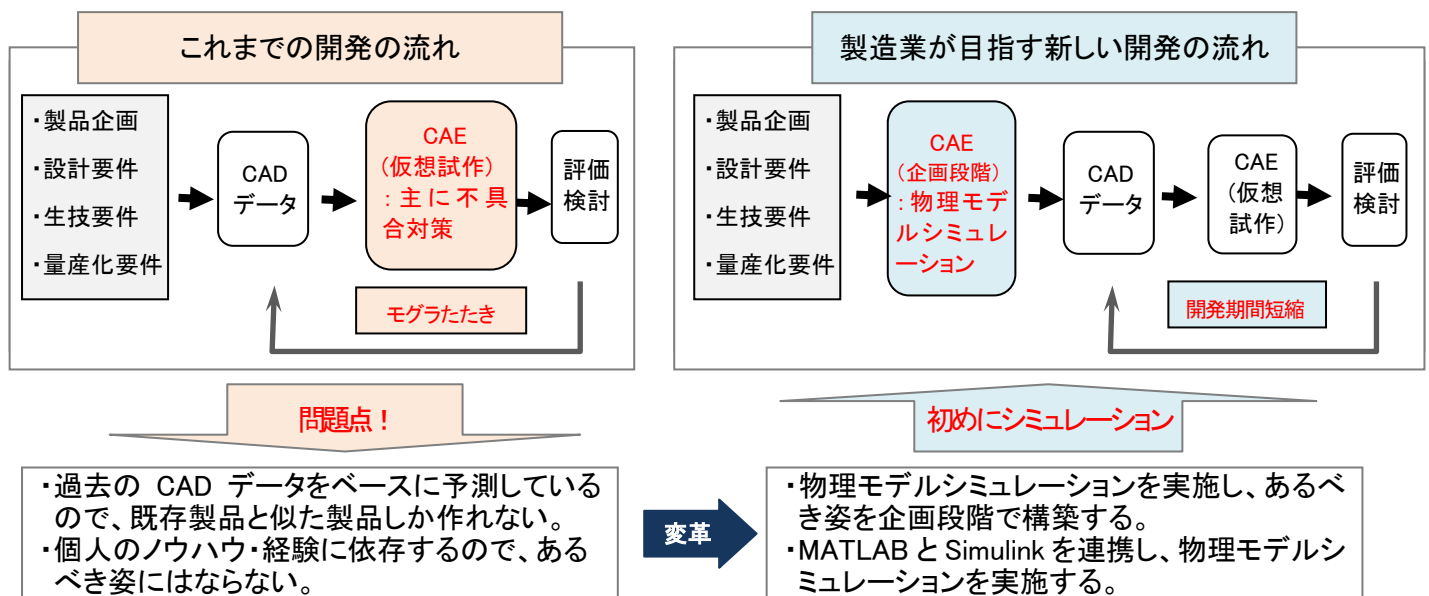 これまでの開発の流れ
・製品企画
・設計要件
・生技要件
・量産化要件
CAD
データ
CAE
(仮想試作)
:主に不具
合対策
評価
検討
モグラたたき
問題点!
・過去の CAD データをベースに予測している
ので、既存製品と似た製品しか作れない。
・個人のノウハウ・経験に依存するので、ある
べき姿にはならない。
変革
製造業が目指す新しい開発の流れ
・製品企画
・設計要件
・生技要件
・量産化要件
CAE
(企画段階)
:物理モデ
ルシミュレ
ーション
CAD
データ
CAE
(仮想
試作)
評価
検討
開発期間短縮
初めにシミュレーション
・物理モデルシミュレーションを実施し、あるべ
き姿を企画段階で構築する。
・MATLAB と Simulink を連携し、物理モデルシ
ミュレーションを実施する。